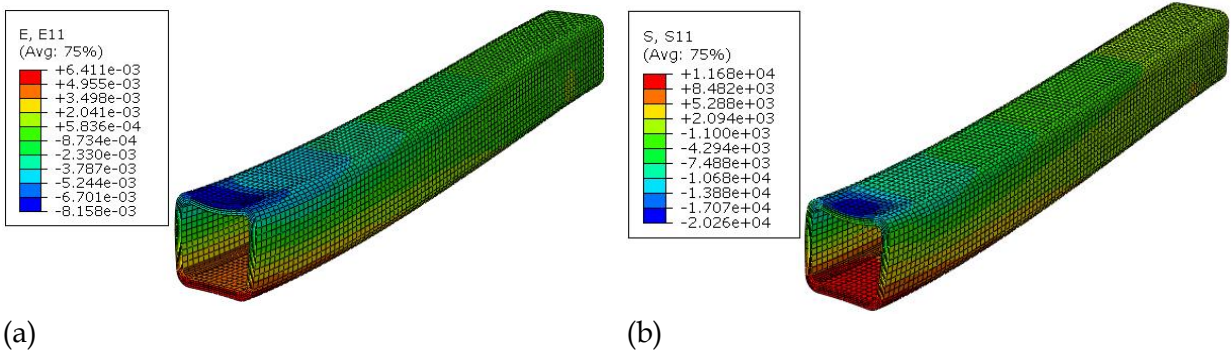 E, E11
(Avg: 75%)
+6.411e-03
+4.955e-03
+3.498e-03
+2.041e-03
+5.836e-04
-8.734e-04
-2.330e-03
-3.787e-03
-5.244e-03
-6.701e-03
-8.158e-03
(a)
S, S11
(Avg: 75%)
+1.168e+04
+8.482e+03
+5.288e+03
+2.094e+03
-1.100e+03
-4.294e+03
-7.488e+03
-1.068e+04
-1.388e+04
-1.707e+04
-2.026e+04
(b)